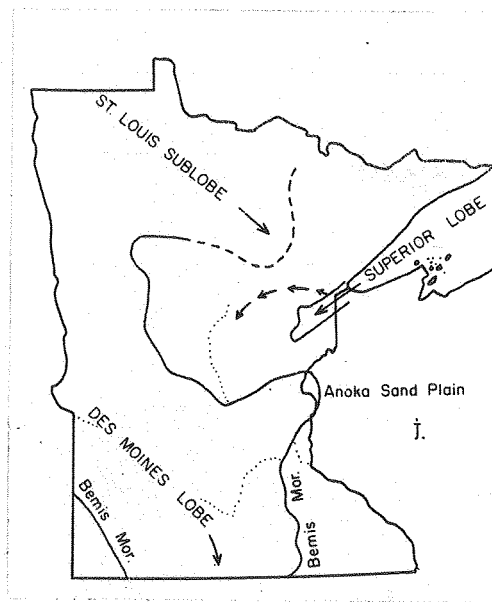 ST. LOUIS SUBLOBE
SUPERIOR LOBE
Anoka Sand Plain
j.
DES MOINES LOBE
Bemis Mor.
Bemis Mor.